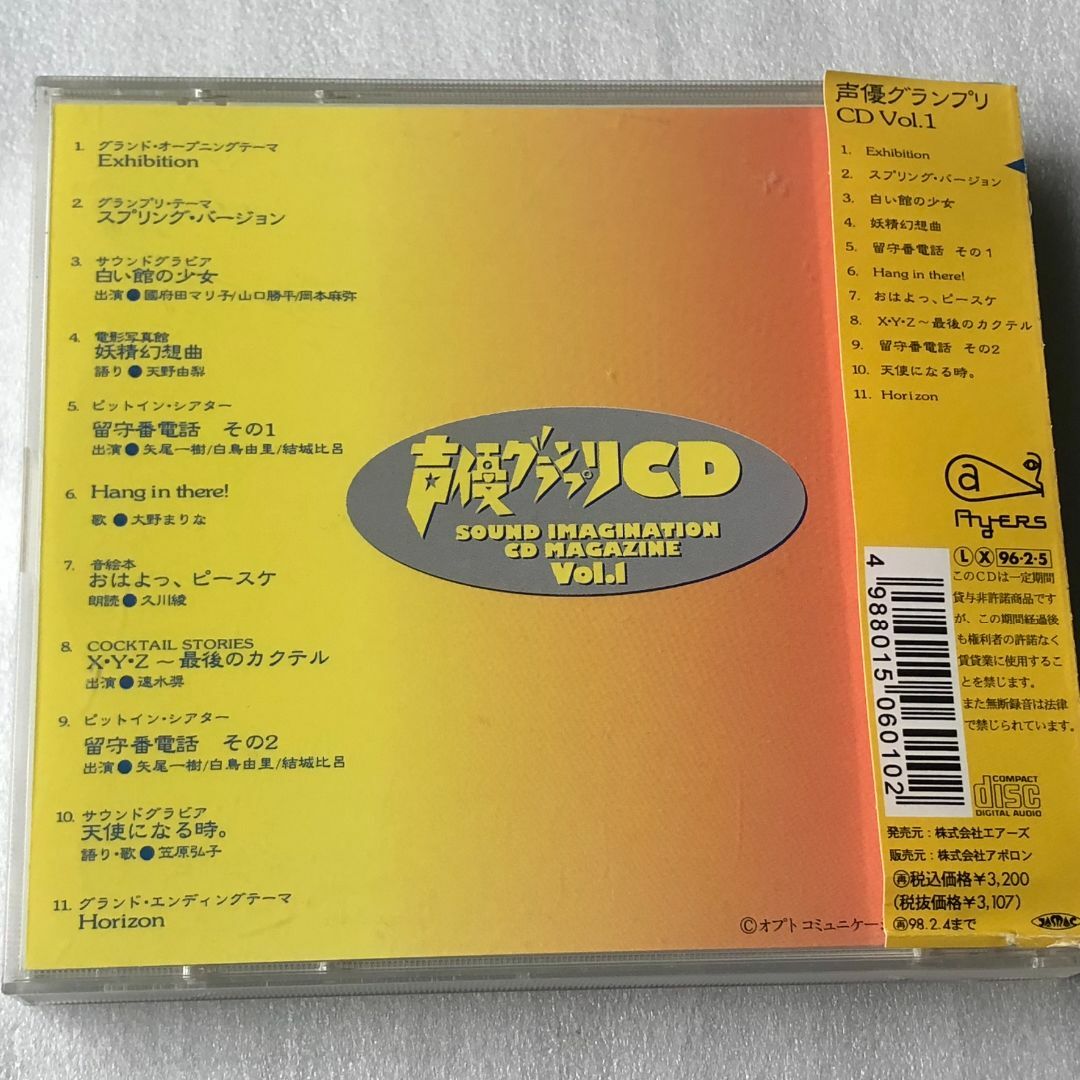 1. グランド・オープニングテーマ
Exhibition
2. グランプリ・テーマ
スプリング・バージョン
3. サウンドグラビア
白い館の少女
出演●國府田マリ子/山口勝平/岡本麻弥
4. 電影写真館
妖精幻想曲
語り●天野由梨
5. ピットイン・シアター
留守番電話 その1
出演●矢尾一樹/白鳥由里/結城比呂
6. Hang in there!
歌●大野まりな
7. 音絵本
おはよっ、ピースケ
朗読●久川綾
8. COCKTAIL STORIES
X・Y・Z〜最後のカクテル
出演●速水奨
9. ピットイン・シアター
留守番電話 その2
出演●矢尾一樹/白鳥由里/結城比呂
10. サウンドグラビア
天使になる時。
語り・歌●笠原弘子
11. グランド・エンディングテーマ
Horizon
声優グランプリCD
SOUND IMAGINATION
CD MAGAZINE
Vol.1
©オプトコミュニケー
声優グランプリ
CD Vol.1
1. Exhibition
2. スプリング・バージョン
3. 白い館の少女
4. 妖精幻想曲
5. 留守番電話 その1
6. Hang in there!
7. おはよっ、ピースケ
8. X・Y・Z〜最後のカクテル
9. 留守番電話 その2
10. 天使になる時。
11. Horizon
a
AyERS
Ⓛ Ⓧ 96・2・5
このCDは一定期間
貸与非許諾商品です
が、この期間経過後
も権利者の許諾なく
賃貸業に使用するこ
とを禁じます。
また無断録音は法律
で禁じられています。
4 988015 060102
COMPACT
disc
DIGITAL AUDIO
発売元:株式会社エアーズ
販売元:株式会社アポロン
㊢税込価格¥3,200
(税抜価格¥3,107)
再98.2.4まで
JASRAC